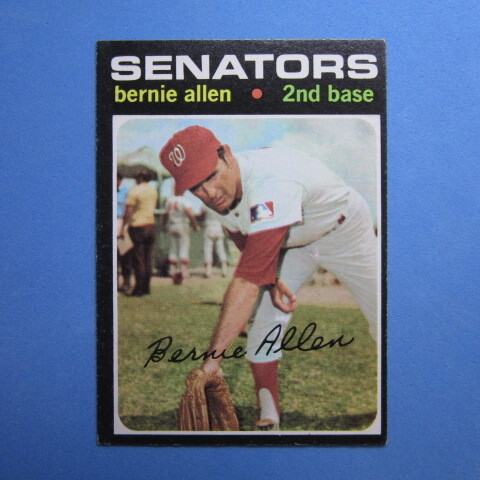 SENATORS
bernie allen • 2nd base
W
Bernie Allen